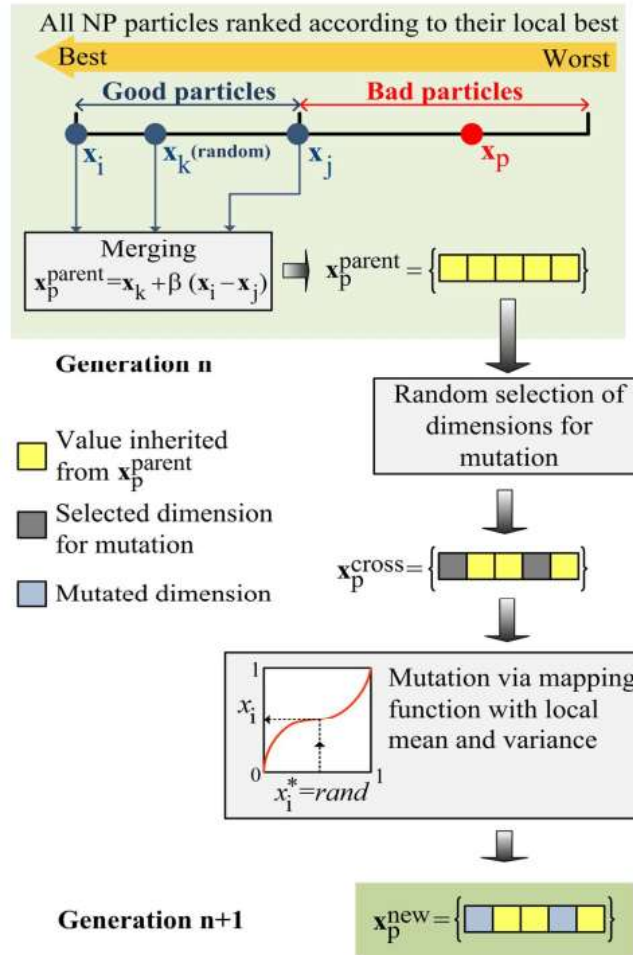 All NP particles ranked according to their local best
Best Worst
Good particles Bad particles
x_i x_k (random) x_j x_p
Merging
x_p^parent = x_k + β (x_i − x_j)
x_p^parent = { }
Generation n
Random selection of
dimensions for
mutation
Value inherited
from x_p^parent
Selected dimension
for mutation
Mutated dimension
x_p^cross = { }
1
x_i
0
1
x_i^* = rand
Mutation via mapping
function with local
mean and variance
Generation n+1
x_p^new = { }